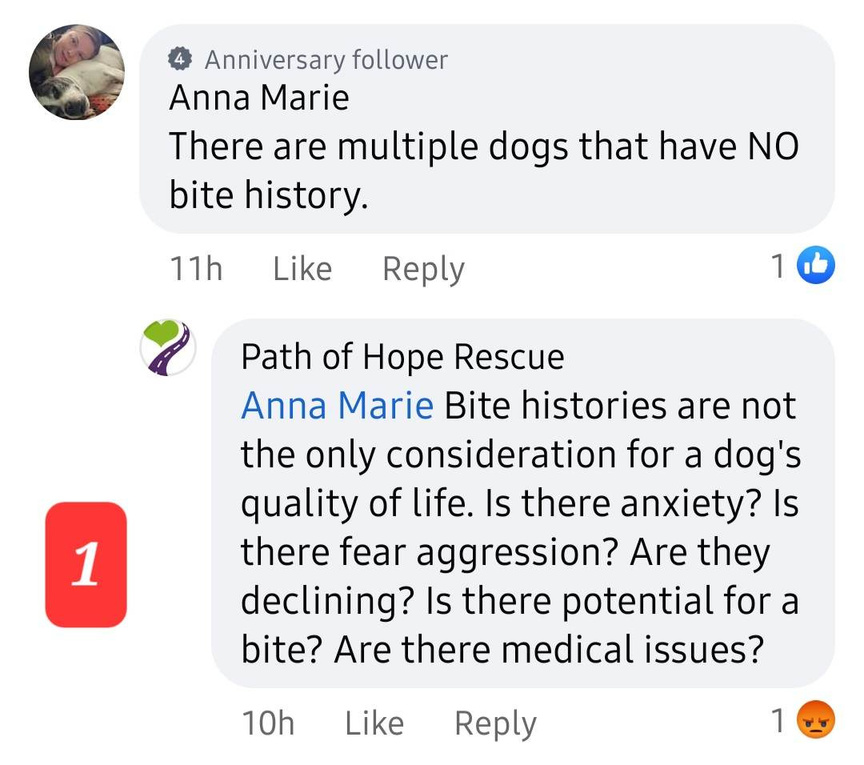 4 Anniversary follower
Anna Marie
There are multiple dogs that have NO
bite history.
11h Like Reply 1
Path of Hope Rescue
Anna Marie Bite histories are not
the only consideration for a dog's
quality of life. Is there anxiety? Is
there fear aggression? Are they
declining? Is there potential for a
bite? Are there medical issues?
1
10h Like Reply 1